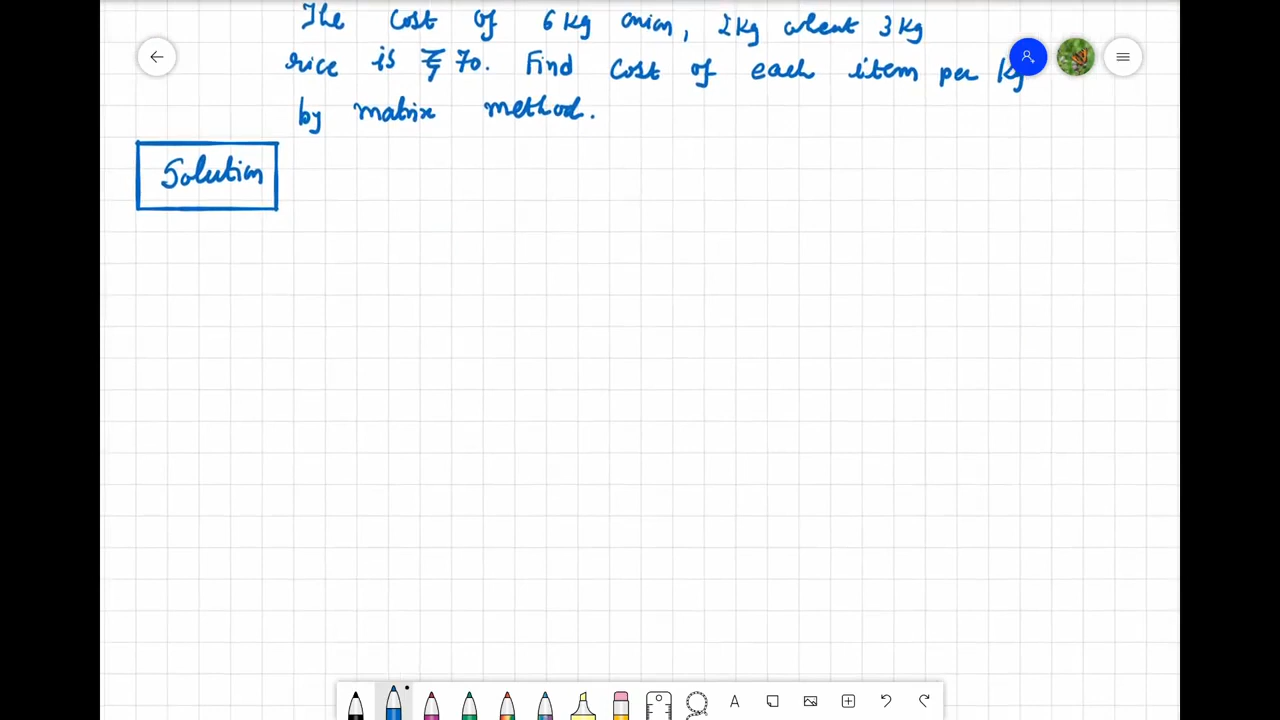 The cost of 6 Kg onion, 2 Kg wheat 3 Kg
rice is ₹ 70. Find cost of each item per Kg
by matrix method.
Solution
A